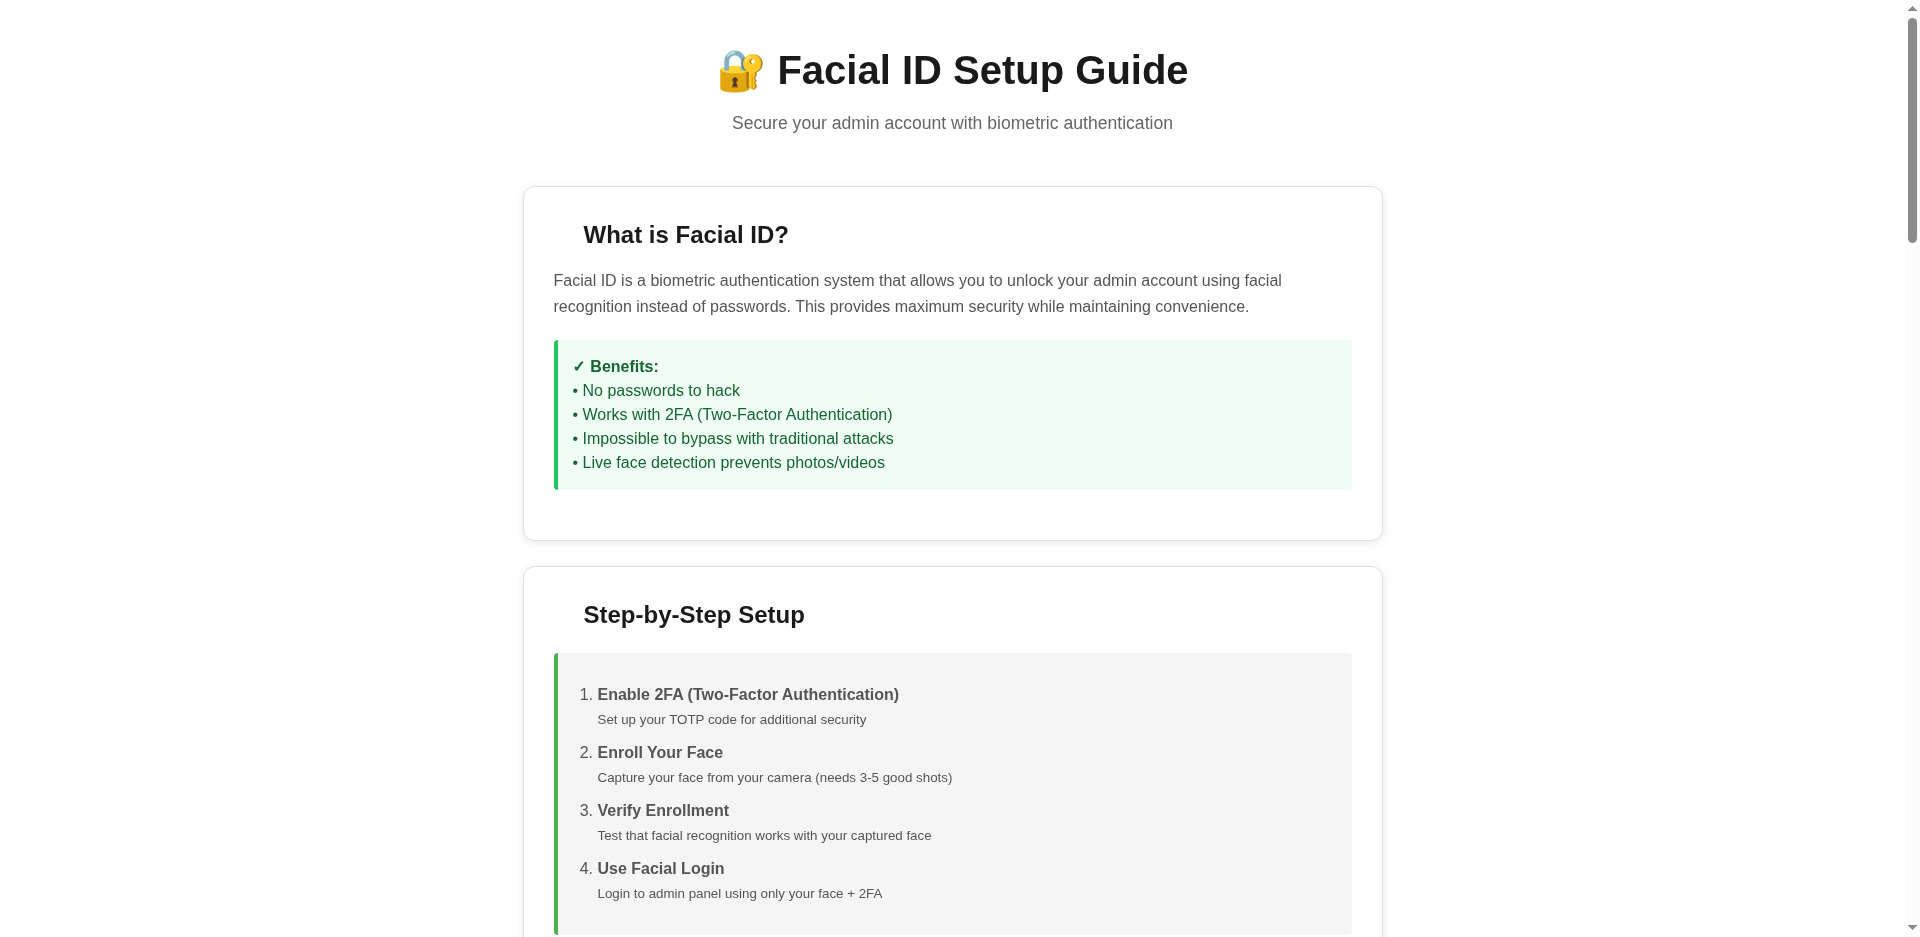 🔐 Facial ID Setup Guide
Secure your admin account with biometric authentication
What is Facial ID?
Facial ID is a biometric authentication system that allows you to unlock your admin account using facial
recognition instead of passwords. This provides maximum security while maintaining convenience.
✓ Benefits:
• No passwords to hack
• Works with 2FA (Two-Factor Authentication)
• Impossible to bypass with traditional attacks
• Live face detection prevents photos/videos
Step-by-Step Setup
1. Enable 2FA (Two-Factor Authentication)
Set up your TOTP code for additional security
2. Enroll Your Face
Capture your face from your camera (needs 3-5 good shots)
3. Verify Enrollment
Test that facial recognition works with your captured face
4. Use Facial Login
Login to admin panel using only your face + 2FA